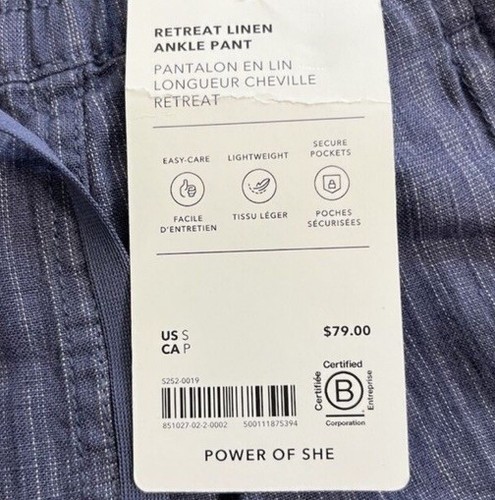 RETREAT LINEN
ANKLE PANT
PANTALON EN LIN
LONGUEUR CHEVILLE
RETREAT
EASY-CARE
FACILE
D'ENTRETIEN
LIGHTWEIGHT
TISSU LÉGER
SECURE
POCKETS
POCHES
SÉCURISÉES
US S
CA P
$79.00
S252-0019
851027-02-2-0002 500111875394
Certified
Certifiée
B
Entreprise
Corporation
POWER OF SHE